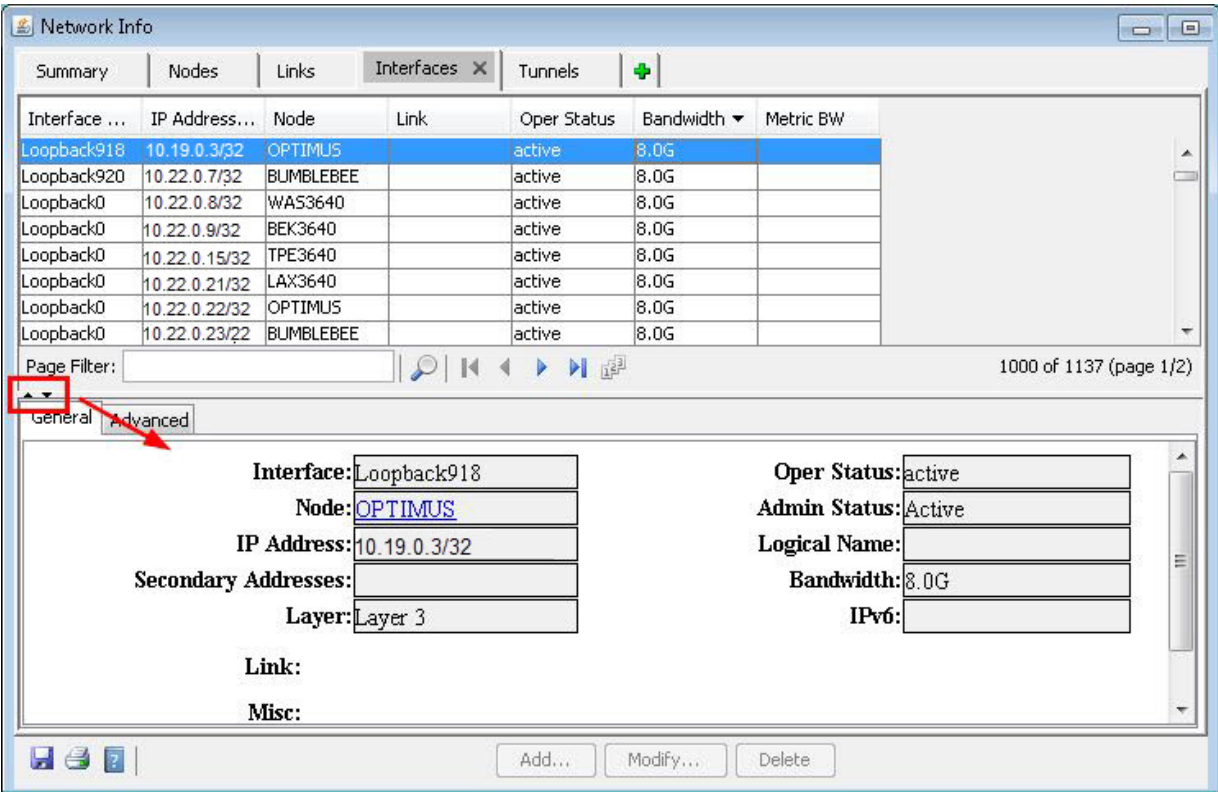 Network Info
Summary Nodes Links Interfaces Tunnels
Interface ... IP Address... Node Link Oper Status Bandwidth Metric BW
Loopback918 10.19.0.3/32 OPTIMUS active 8.0G
Loopback920 10.22.0.7/32 BUMBLEBEE active 8.0G
Loopback0 10.22.0.8/32 WAS3640 active 8.0G
Loopback0 10.22.0.9/32 BEK3640 active 8.0G
Loopback0 10.22.0.15/32 TPE3640 active 8.0G
Loopback0 10.22.0.21/32 LAX3640 active 8.0G
Loopback0 10.22.0.22/32 OPTIMUS active 8.0G
Loopback0 10.22.0.23/22 BUMBLEBEE active 8.0G
Page Filter: 1000 of 1137 (page 1/2)
General Advanced
Interface: Loopback918 Oper Status: active
Node: OPTIMUS Admin Status: Active
IP Address: 10.19.0.3/32 Logical Name:
Secondary Addresses: Bandwidth: 8.0G
Layer: Layer 3 IPv6:
Link:
Misc:
Add... Modify... Delete